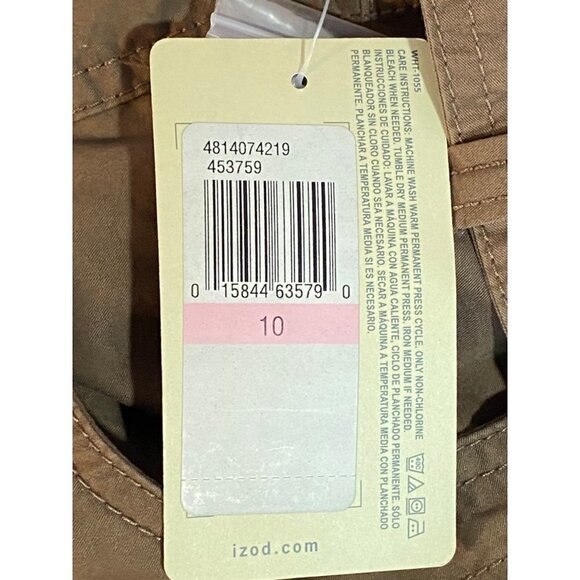 4814074219
453759
0 15844 63579 0
10
izod.com
WHT-1055
CARE INSTRUCTIONS: MACHINE WASH WARM PERMANENT PRESS CYCLE. ONLY NON-CHLORINE
BLEACH WHEN NEEDED. TUMBLE DRY MEDIUM PERMANENT PRESS. IRON MEDIUM IF NEEDED.
INSTRUCCIONES DE CUIDADO: LAVAR A MÁQUINA CON AGUA CALIENTE, CICLO DE PLANCHADO PERMANENTE. SÓLO
BLANQUEADOR SIN CLORO CUANDO SEA NECESARIO. SECAR A MÁQUINA A TEMPERATURA MEDIA CON PLANCHADO
PERMANENTE. PLANCHAR A TEMPERATURA MEDIA SI ES NECESARIO.